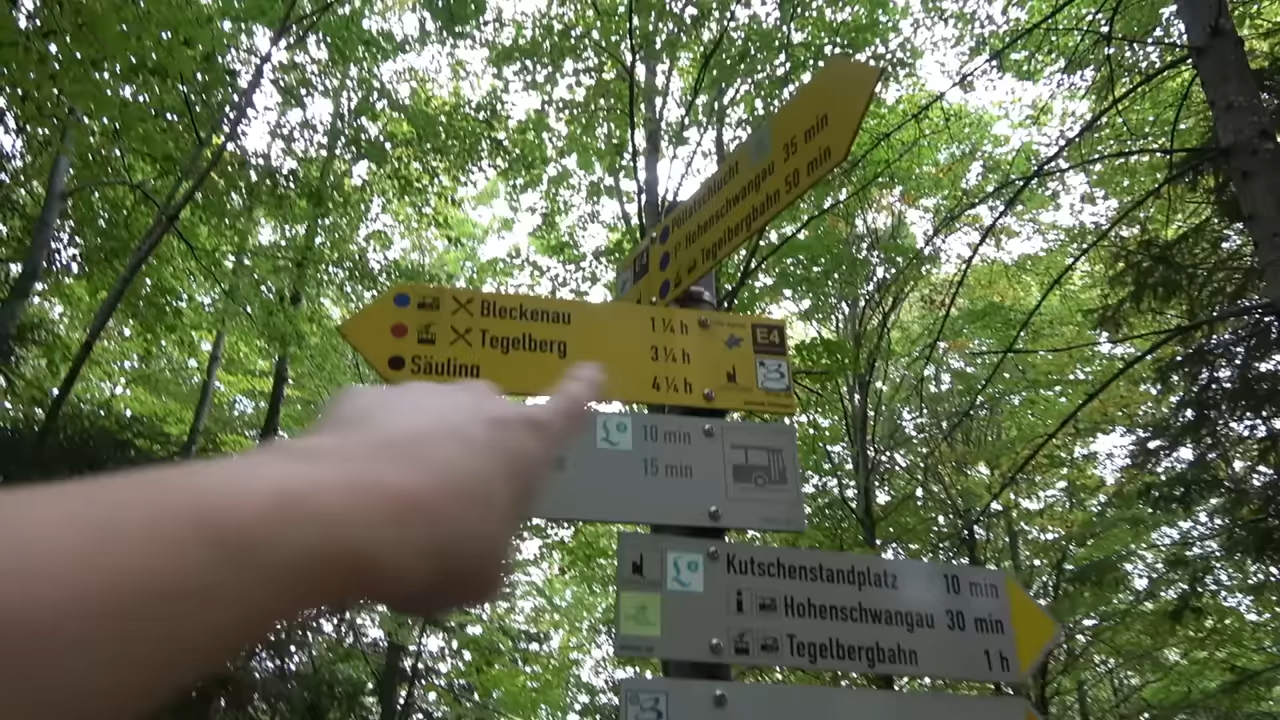 Pöllatschlucht
Hohenschwangau 35 min
Tegelbergbahn 50 min
E4
Bleckenau 1 ¼ h
Tegelberg 3 ¼ h
Säuling 4 ¼ h
E4
10 min
15 min
Kutschenstandplatz 10 min
i Hohenschwangau 30 min
Tegelbergbahn 1 h